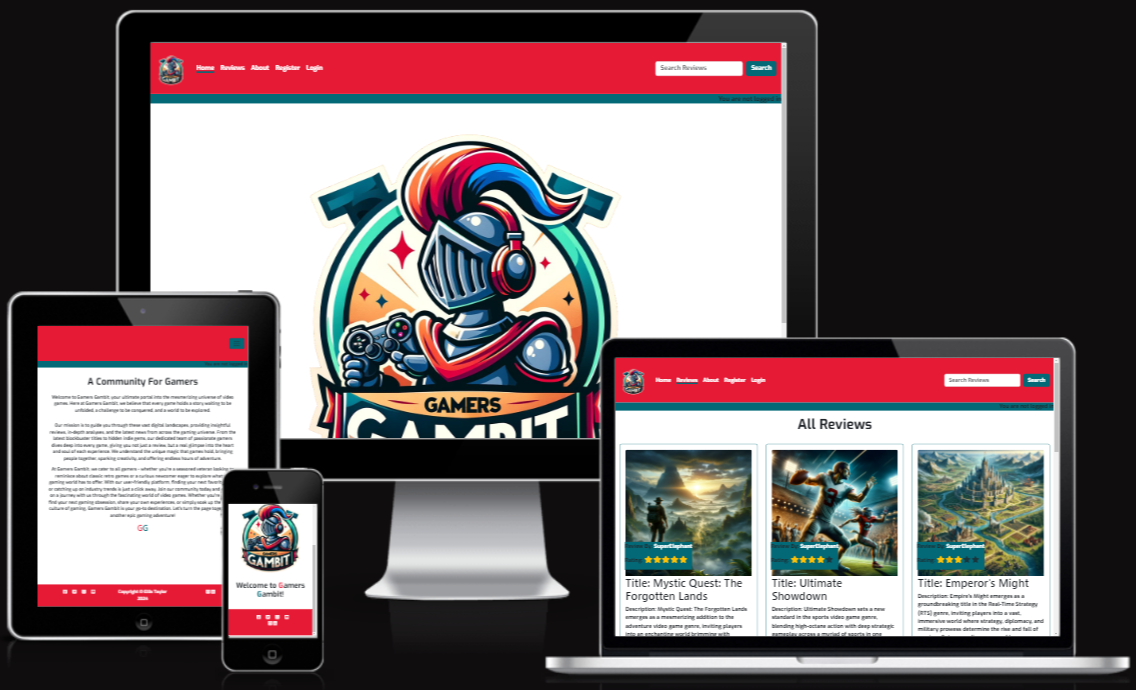 Home Reviews About Register Login
Search Reviews
Search
You are not logged in
GAMERS
GAMBIT
A Community For Gamers
Welcome to Gamers Gambit: your ultimate portal into the mesmerizing universe of video
games. Here at Gamers Gambit, we believe that every game holds a story waiting to be
unfolded, a challenge to be conquered, and a world to be explored.
Our mission is to guide you through these vast digital landscapes, providing insightful
reviews, in-depth analyses, and the latest news from across the gaming universe. From the
latest blockbuster titles to hidden indie gems, our dedicated team of passionate gamers
dives deep into every game, giving you not just a review, but a real glimpse into the heart
and soul of each experience. We understand the unique magic that games hold, bringing
people together, sparking creativity, and offering endless hours of adventure.
At Gamers Gambit, we cater to all gamers – whether you're a seasoned veteran looking to
reminisce about classic retro games or a curious newcomer eager to explore what
gaming world has to offer. With our user-friendly platform, finding your next favorite
or catching up on industry trends is just a click away. Join our community today and
on a journey with us through the fascinating world of video games. Whether you're
find your next gaming obsession, share your own experiences, or simply soak up the
culture of gaming, Gamers Gambit is your go-to destination. Let's turn the page together
another epic gaming adventure!
GG
Copyright © Ellis Taylor
2024
GAMERS
GAMBIT
Welcome to Gamers
Gambit!
Home Reviews About Register Login
Search Reviews
Search
You are not logged in
All Reviews
Review By: SuperElephant
Rating:
Title: Mystic Quest: The
Forgotten Lands
Description: Mystic Quest: The Forgotten Lands
emerges as a mesmerizing addition to the
adventure video game genre, inviting players
into an enchanting world brimming with
SuperElephant
Title: Ultimate
Showdown
Description: Ultimate Showdown sets a new
standard in the sports video game genre,
blending high-octane action with deep strategic
gameplay across a myriad of sports in one
SuperElephant
Title: Emperor's Might
Description: Empire's Might emerges as a
groundbreaking title in the Real-Time Strategy
(RTS) genre, inviting players into a vast,
immersive world where strategy, diplomacy, and
military prowess determine the rise and fall of